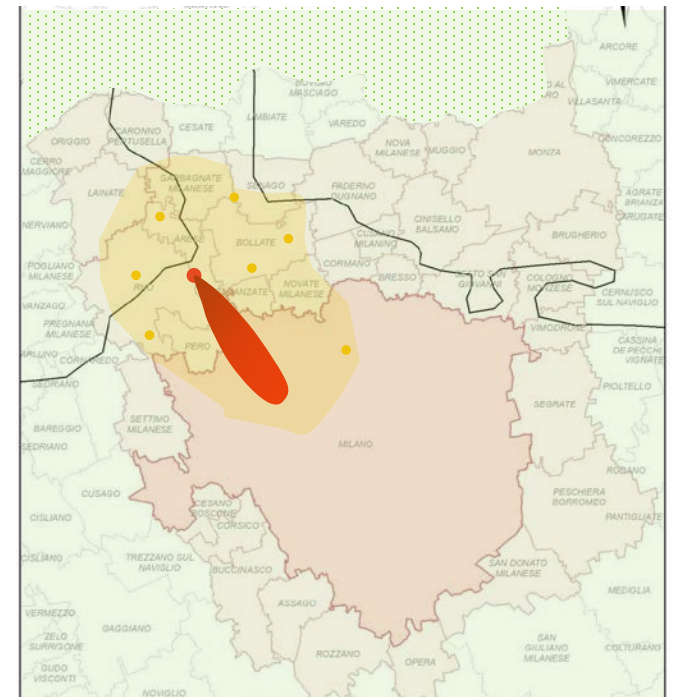 ARCORE
VIMERCATE
MASCIAGO
VILLASANTA
LIMBIATE
CESATE
VAREDO
CARONNO
PERTUSELLA
ORIGGIO
NOVA
MILANESE
MUGGIO
MONZA
CONCOREZZO
CERRO
MAGGIORE
LAINATE
GARBAGNATE
MILANESE
SENAGO
PADERNO
DUGNANO
AGRATE
BRIANZA
CARUGATE
NERVIANO
CINISELLO
BALSAMO
BRUGHERIO
ARESE
BOLLATE
CUSANO
MILANINO
POGLIANO
MILANESE
CORMANO
BRESSO
SESTO SAN
GIOVANNI
COLOGNO
MONZESE
RHO
NOVATE
MILANESE
CERNUSCO
SUL NAVIGLIO
VANZAGO
PREGNANA
MILANESE
VIMODRONE
PERO
CASSINA
DE PECCHI
VIGNATE
CORNAREDO
SEDRIANO
PIOLTELLO
SETTIMO
MILANESE
SEGRATE
BAREGGIO
SEDRIANO
MILANO
RODANO
CUSAGO
PESCHIERA
BORROMEO
CESANO
BOSCONE
CORSICO
CISLIANO
PANTIGLIATE
CISLIANO
TREZZANO SUL
NAVIGLIO
BUCCINASCO
SAN DONATO
MILANESE
MEDIGLIA
ASSAGO
VERMEZZO
GAGGIANO
ZELO
SURRIGONE
SAN
GIULIANO
MILANESE
COLTURANO
ROZZANO
OPERA
GUDO
VISCONTI
NOVIGLIO